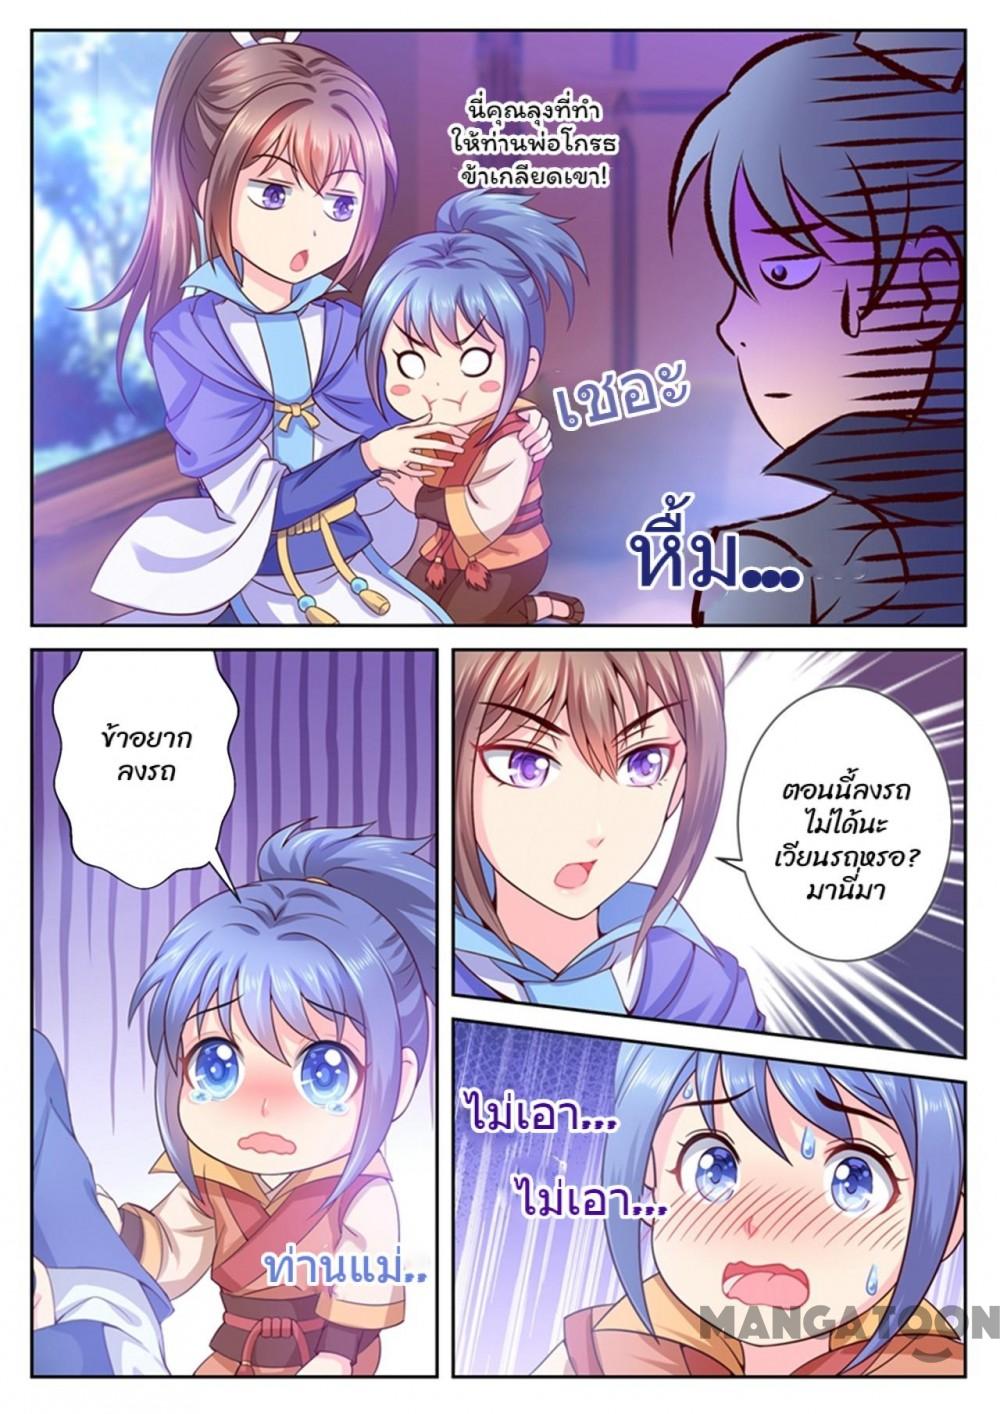 นี่คุณลุงที่ทำ
ให้ท่านพ่อโกรธ
ข้าเกลียดเขา!
เชอะ
หึ้ม...
ข้าอยาก
ลงรถ
ตอนนี้ลงรถ
ไม่ได้นะ
เวียนรถหรอ?
มานี่มา
ท่านแม่..
ไม่เอา...
ไม่เอา...
MANGATOON